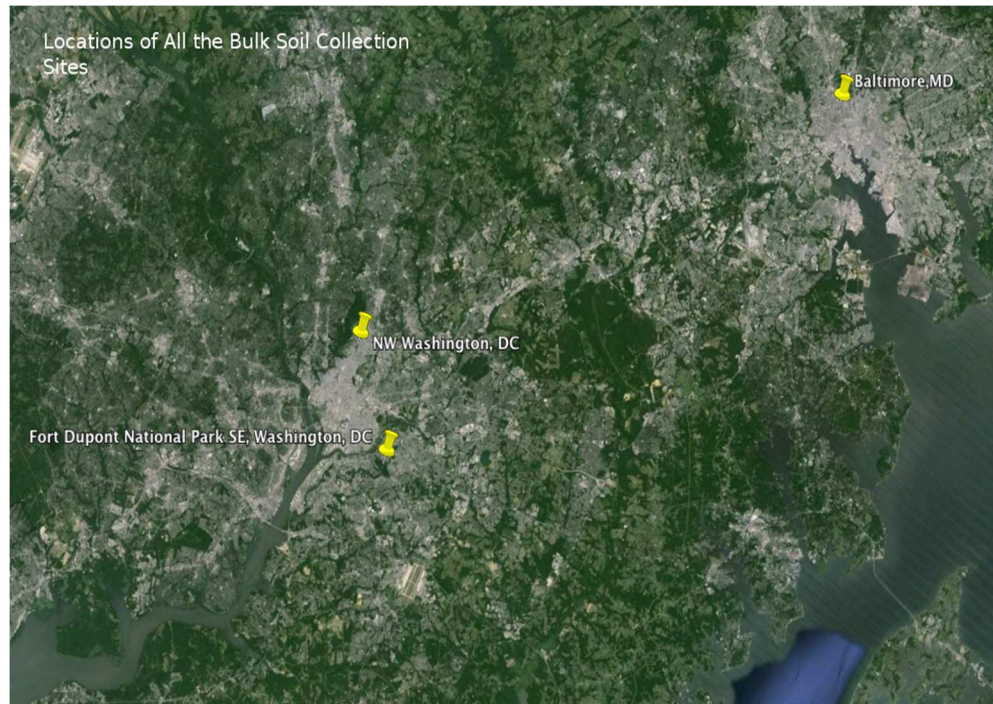 Locations of All the Bulk Soil Collection
Sites
Baltimore,MD
NW Washington, DC
Fort Dupont National Park SE, Washington, DC